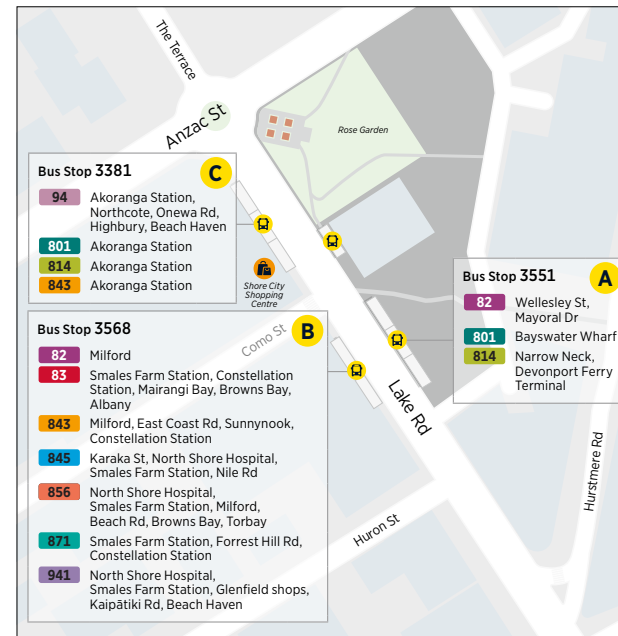 The Terrace
Anzac St
Rose Garden
Bus Stop 3381
C
94 Akoranga Station,
Northcote, Onewa Rd,
Highbury, Beach Haven
801 Akoranga Station
814 Akoranga Station
843 Akoranga Station
Shore City
Shopping
Centre
Bus Stop 3551
A
82 Wellesley St,
Mayoral Dr
801 Bayswater Wharf
814 Narrow Neck,
Devonport Ferry
Terminal
Bus Stop 3568
B
82 Milford
83 Smales Farm Station, Constellation
Station, Mairangi Bay, Browns Bay,
Albany
843 Milford, East Coast Rd, Sunnynook,
Constellation Station
845 Karaka St, North Shore Hospital,
Smales Farm Station, Nile Rd
856 North Shore Hospital,
Smales Farm Station, Milford,
Beach Rd, Browns Bay, Torbay
871 Smales Farm Station, Forrest Hill Rd,
Constellation Station
941 North Shore Hospital,
Smales Farm Station, Glenfield shops,
Kaipātiki Rd, Beach Haven
Como St
Lake Rd
Huron St
Hurstmere Rd